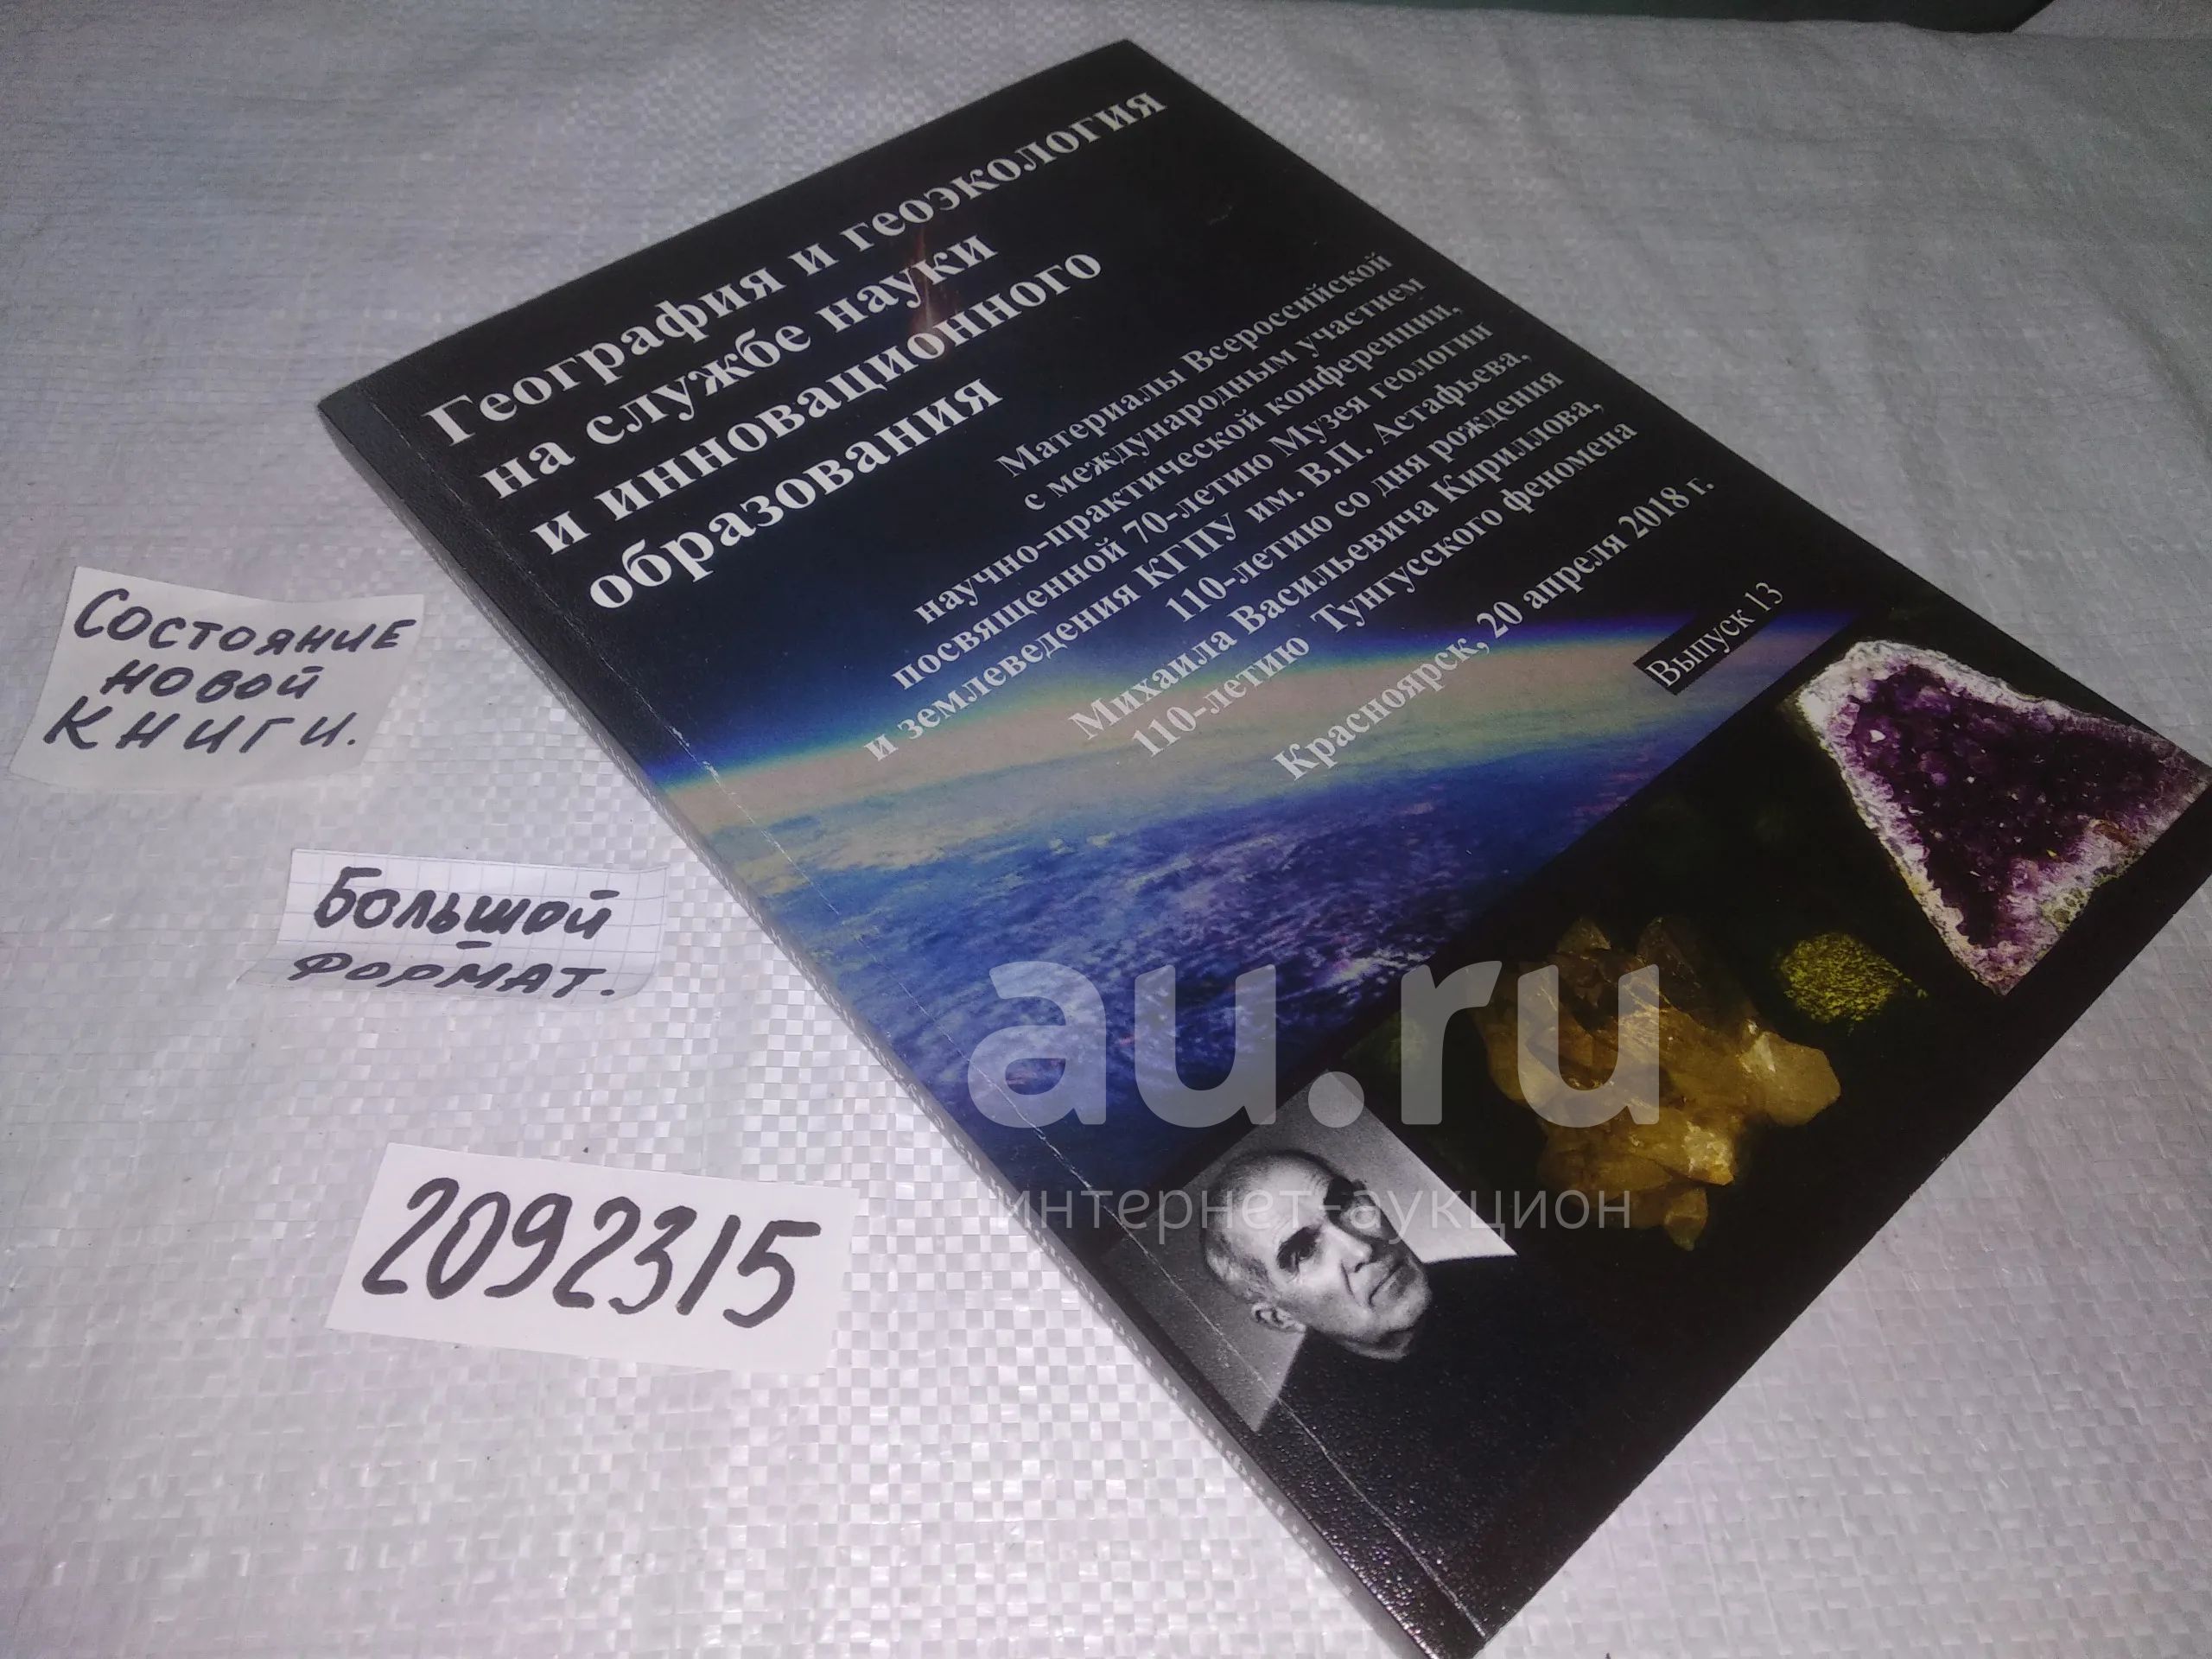 География и геоэкология
на службе науки
и инновационного
образования
Материалы Всероссийской
с международным участием
научно-практической конференции,
посвященной 70-летию Музея геологии
и землеведения КГПУ им. В.П. Астафьева,
110-летию со дня рождения
Михаила Васильевича Кириллова,
110-летию Тунгусского феномена
Красноярск, 20 апреля 2018 г.
Выпуск 13
Состояние
новой
книги.
Большой
формат.
2092315
au.ru
интернет-аукцион